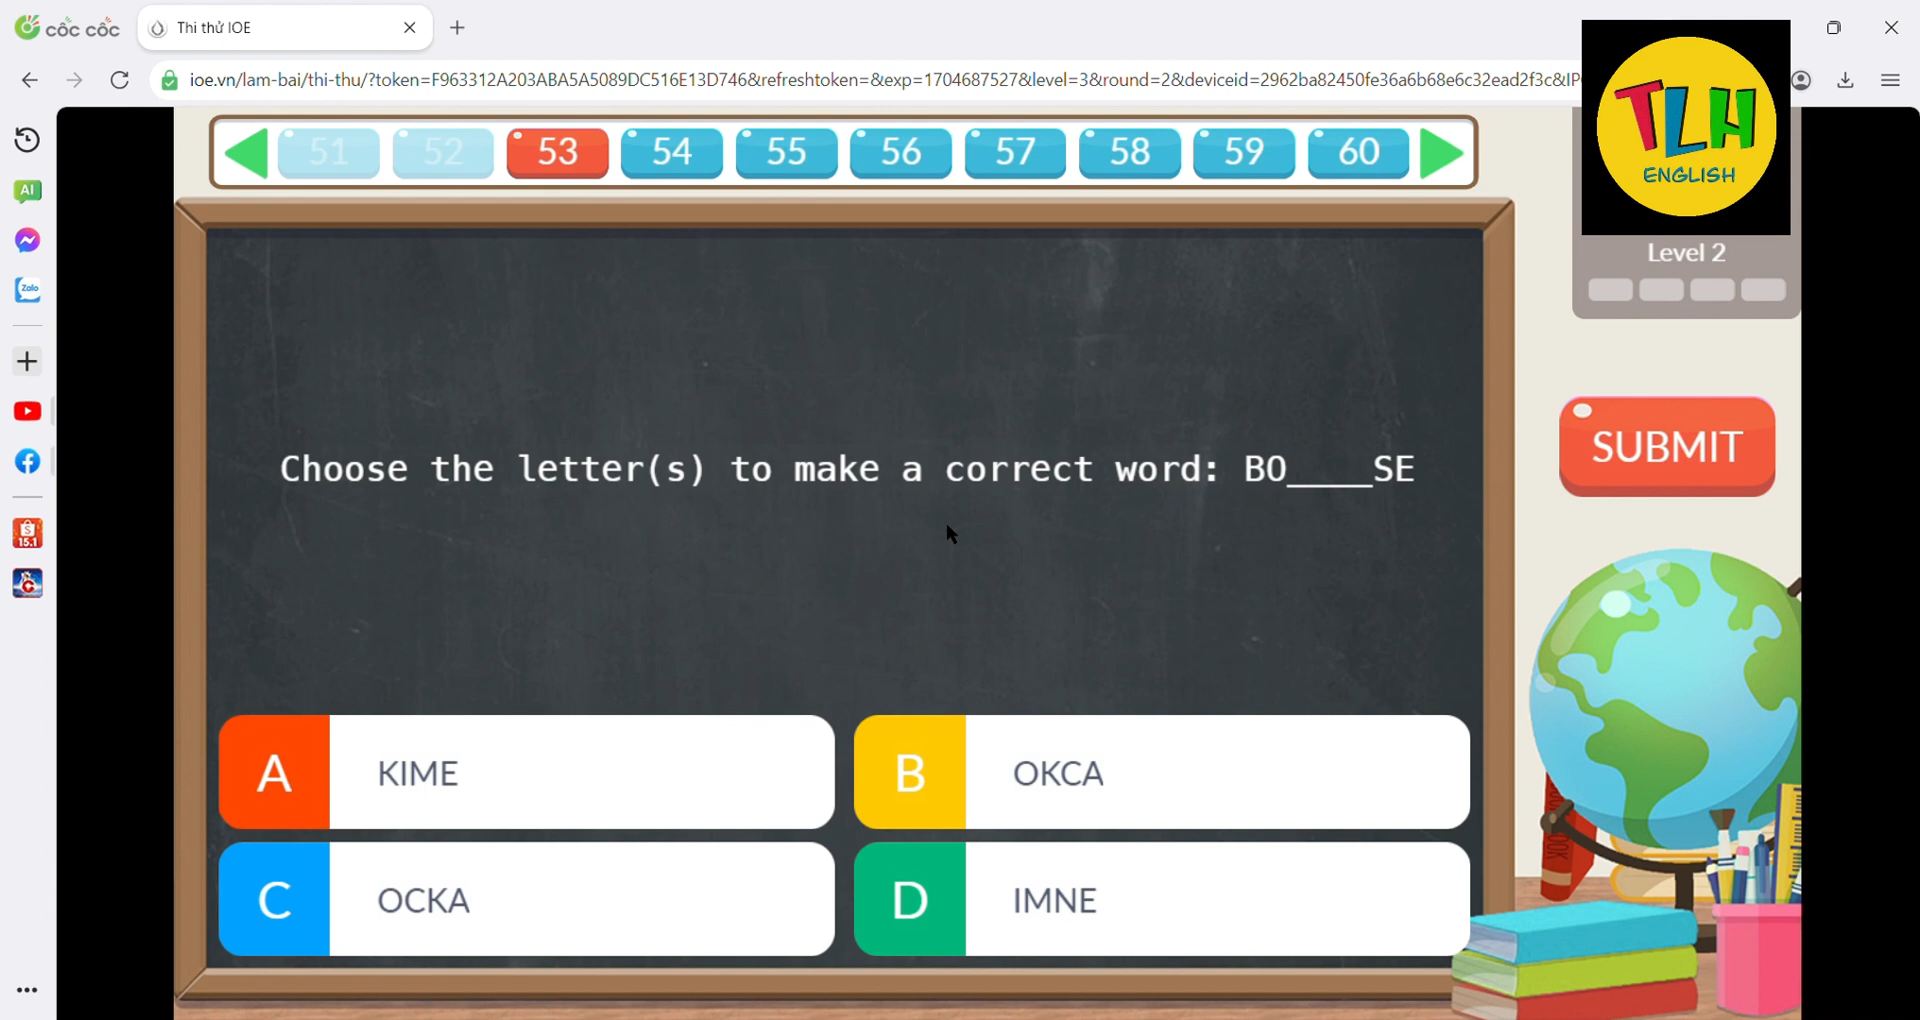 cốc cốc
Thi thử IOE
ioe.vn/lam-bai/thi-thu/?token=F963312A203ABA5A5089DC516E13D746&refreshtoken=&exp=1704687527&level=3&round=2&deviceid=2962ba82450fe36a6b68e6c32ead2f3c&IP
TLH
ENGLISH
AI
Zalo
15.1
51 52 53 54 55 56 57 58 59 60
Level 2
Choose the letter(s) to make a correct word: BO____SE
SUBMIT
A KIME
B OKCA
C OCKA
D IMNE
BOOK